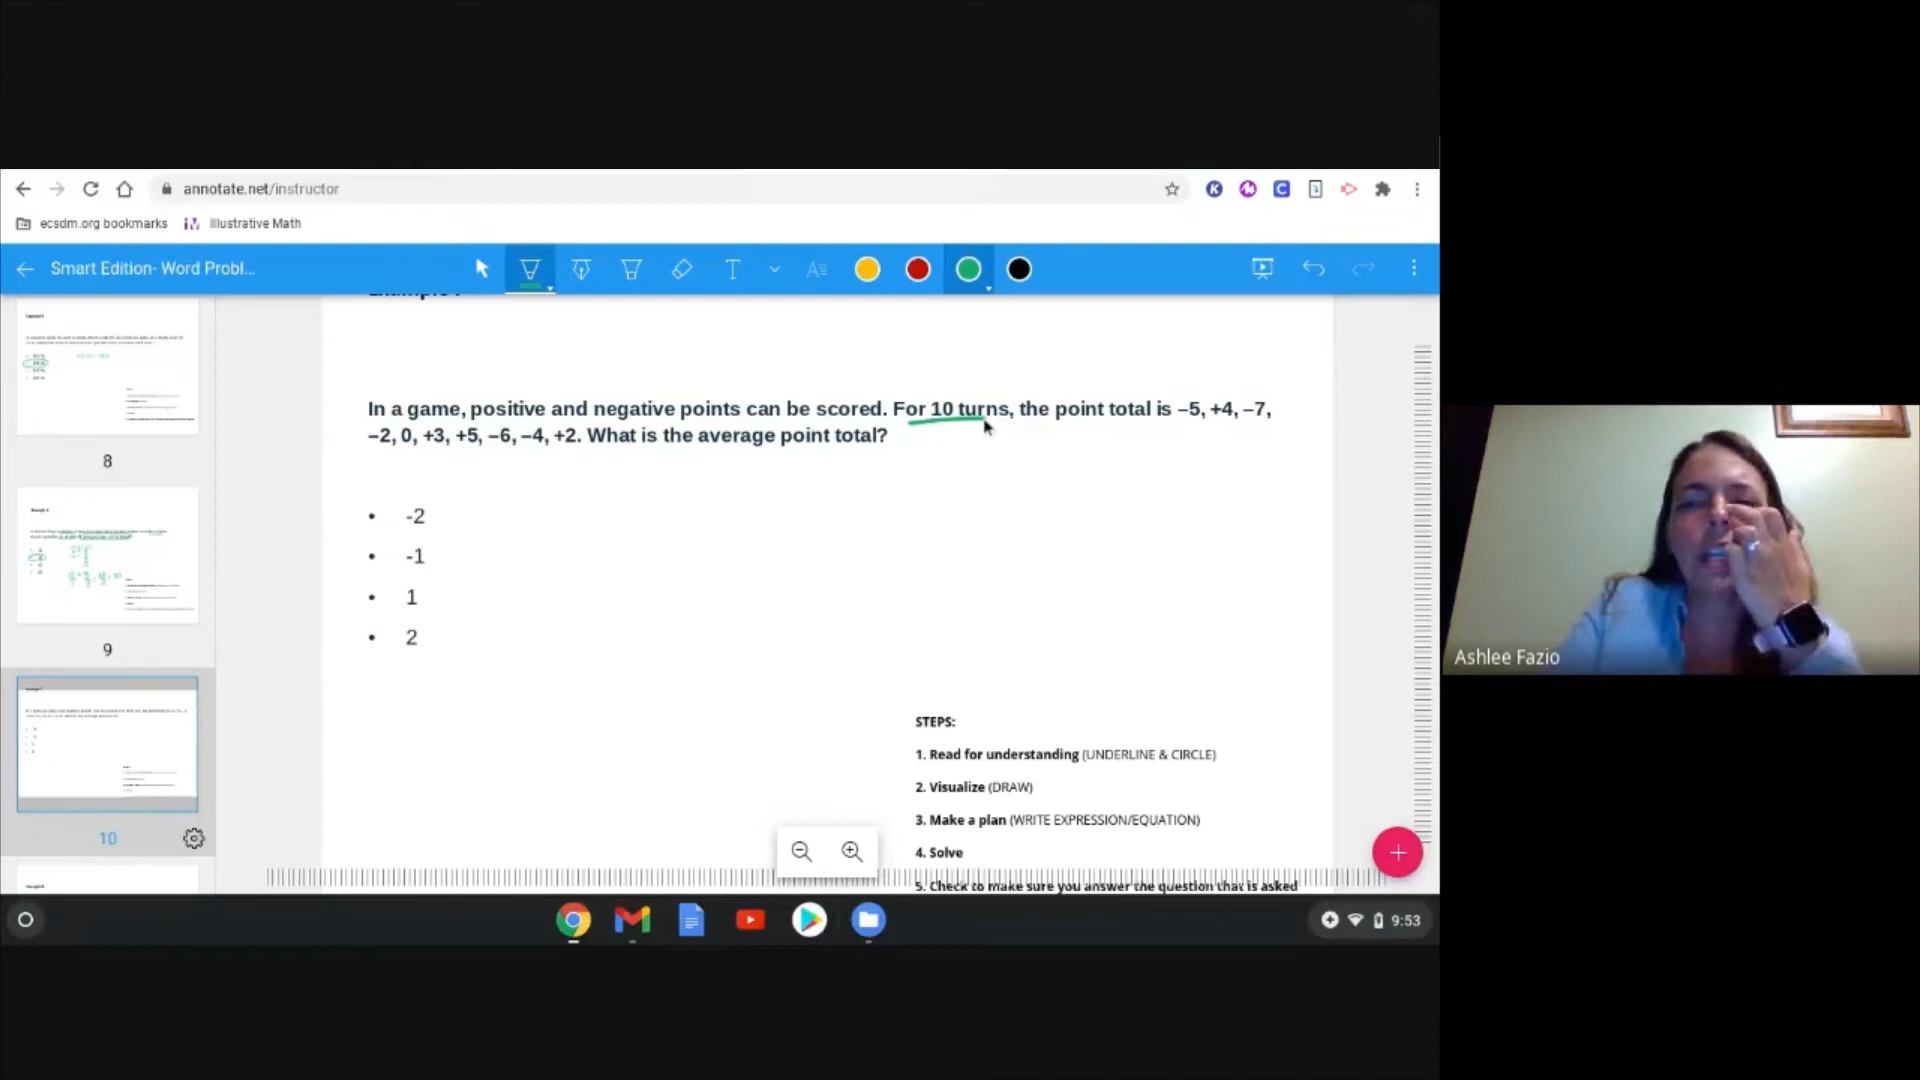 annotate.net/instructor
ecsdm.org bookmarks
Illustrative Math
Smart Edition- Word Probl...
In a game, positive and negative points can be scored. For 10 turns, the point total is –5, +4, –7,
–2, 0, +3, +5, –6, –4, +2. What is the average point total?
• -2
• -1
• 1
• 2
STEPS:
1. Read for understanding (UNDERLINE & CIRCLE)
2. Visualize (DRAW)
3. Make a plan (WRITE EXPRESSION/EQUATION)
4. Solve
5. Check to make sure you answer the question that is asked
8
9
10
9:53
Ashlee Fazio